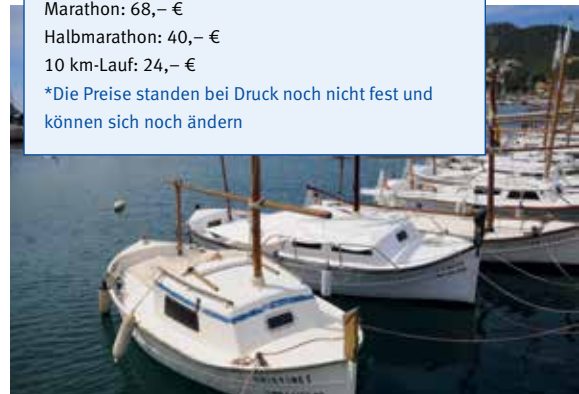 Marathon: 68,– €
Halbmarathon: 40,– €
10 km-Lauf: 24,– €
*Die Preise standen bei Druck noch nicht fest und
können sich noch ändern